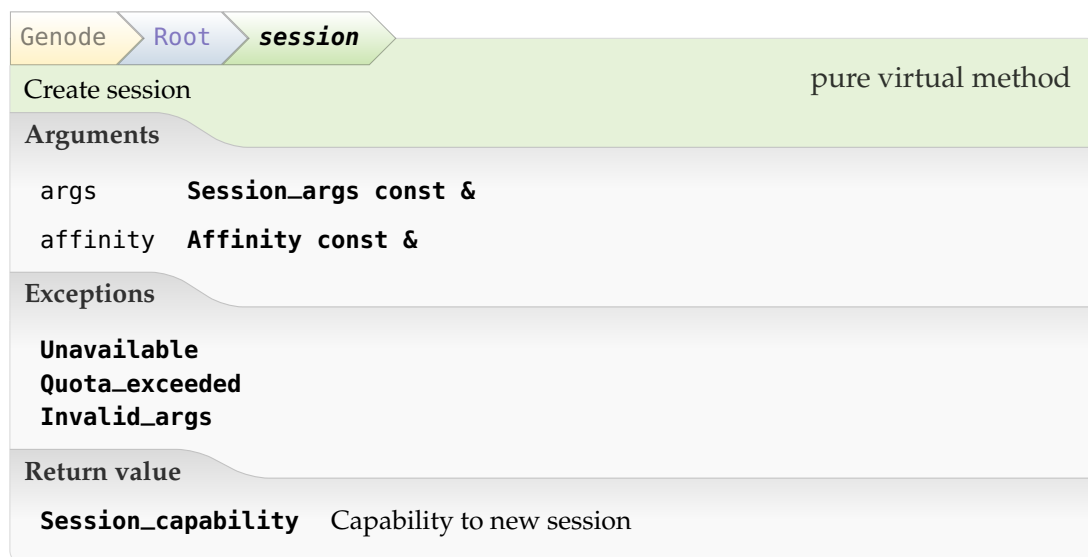 Genode Root session
pure virtual method
Create session
Arguments
args Session_args const &
affinity Affinity const &
Exceptions
Unavailable
Quota_exceeded
Invalid_args
Return value
Session_capability Capability to new session